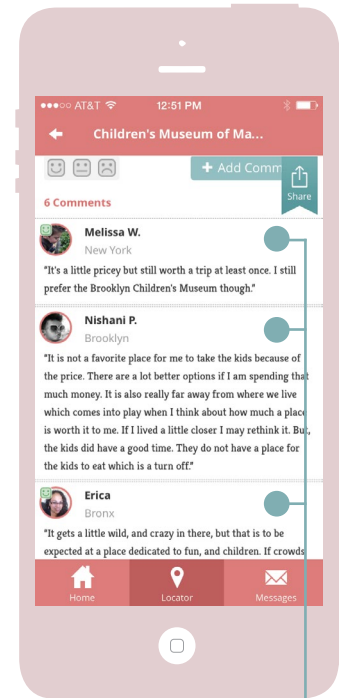 AT&T 12:51 PM
Children's Museum of Ma...
+ Add Comm
Share
6 Comments
Melissa W.
New York
"It's a little pricey but still worth a trip at least once. I still
prefer the Brooklyn Children's Museum though."
Nishani P.
Brooklyn
"It is not a favorite place for me to take the kids because of
the price. There are a lot better options if I am spending that
much money. It is also really far away from where we live
which comes into play when I think about how much a place
is worth it to me. If I lived a little closer I may rethink it. But,
the kids did have a good time. They do not have a place for
the kids to eat which is a turn off."
Erica
Bronx
"It gets a little wild, and crazy in there, but that is to be
expected at a place dedicated to fun, and children. If crowds
Home Locator Messages